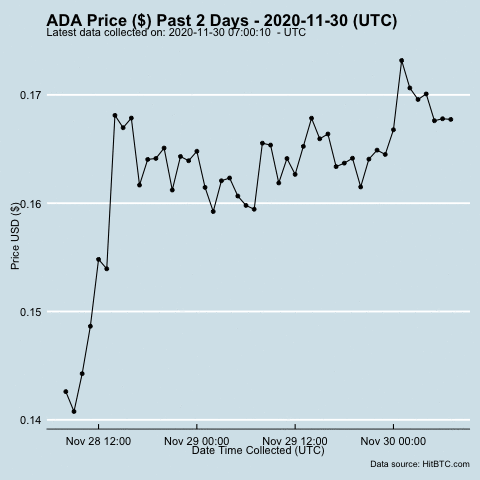 ADA Price ($) Past 2 Days - 2020-11-30 (UTC)
Latest data collected on: 2020-11-30 07:00:10 - UTC
Price USD ($)
0.17
0.16
0.15
0.14
Nov 28 12:00 Nov 29 00:00 Nov 29 12:00 Nov 30 00:00
Date Time Collected (UTC)
Data source: HitBTC.com